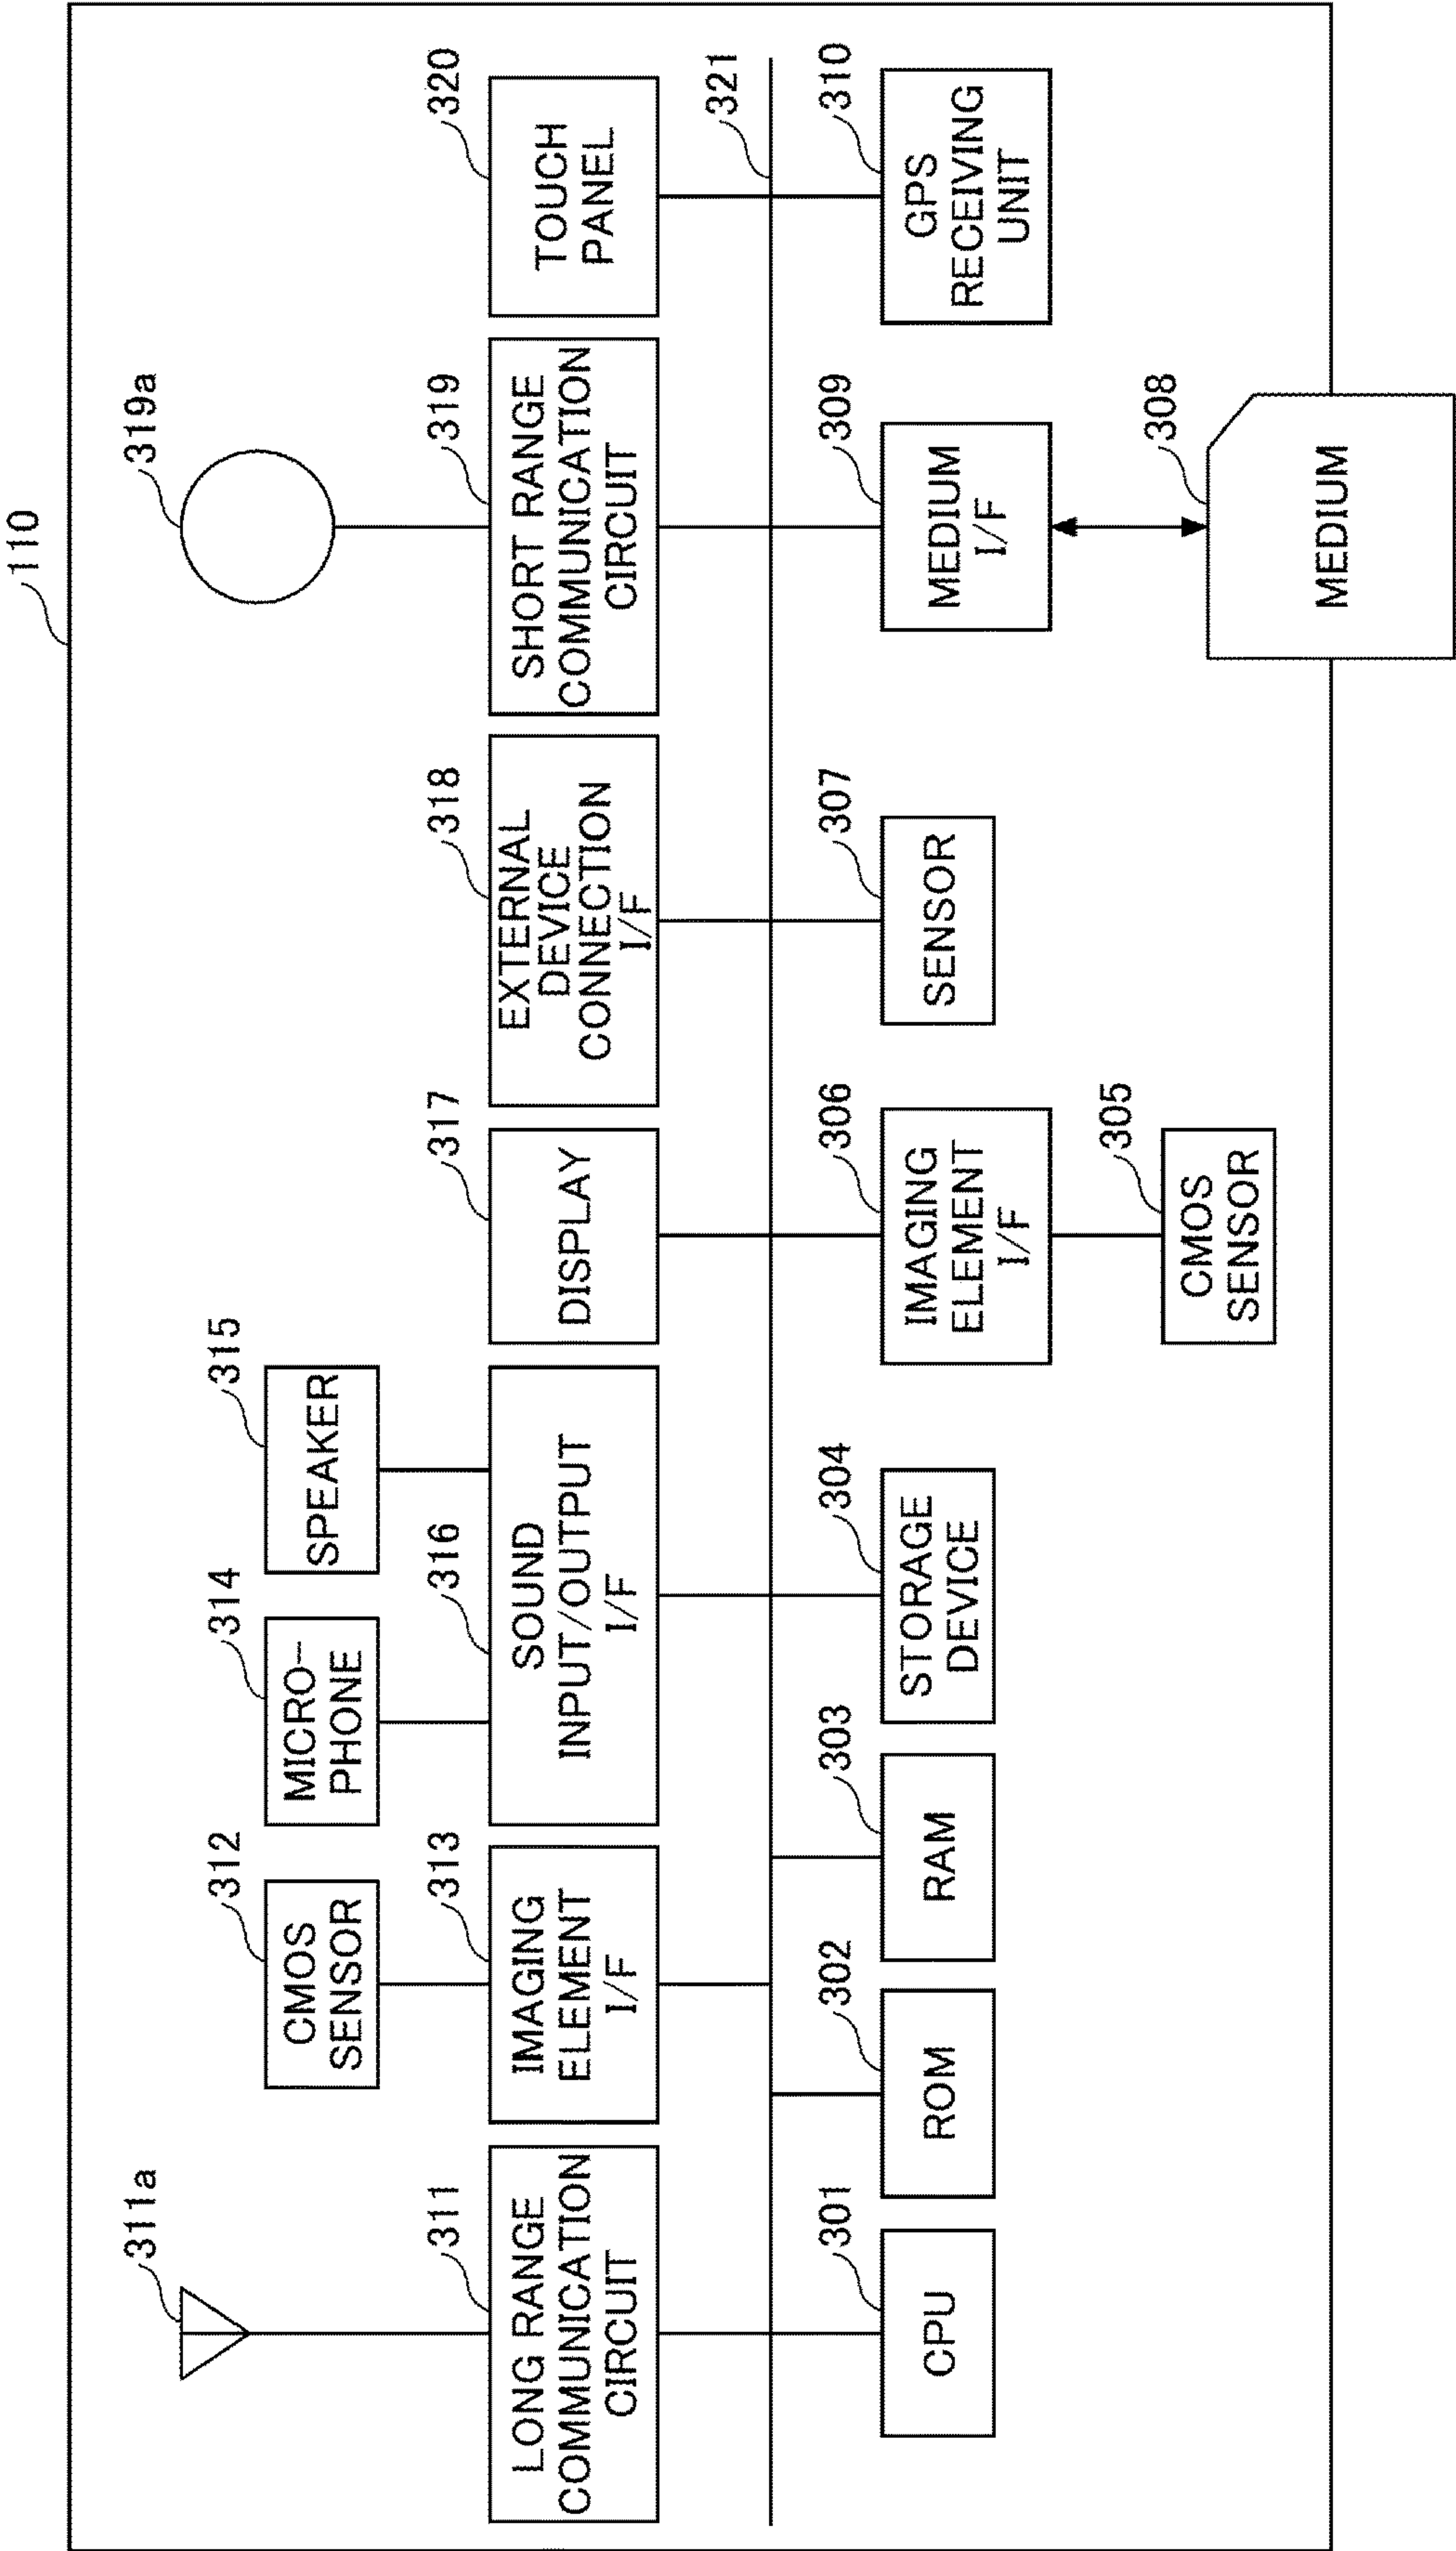 110
311a
319a
312
CMOS
SENSOR
314
MICRO-
PHONE
315
SPEAKER
311
LONG RANGE
COMMUNICATION
CIRCUIT
313
IMAGING
ELEMENT
I/F
316
SOUND
INPUT/OUTPUT
I/F
317
DISPLAY
318
EXTERNAL
DEVICE
CONNECTION
I/F
319
SHORT RANGE
COMMUNICATION
CIRCUIT
320
TOUCH
PANEL
321
301
CPU
302
ROM
303
RAM
304
STORAGE
DEVICE
306
IMAGING
ELEMENT
I/F
307
SENSOR
309
MEDIUM
I/F
310
GPS
RECEIVING
UNIT
305
CMOS
SENSOR
308
MEDIUM